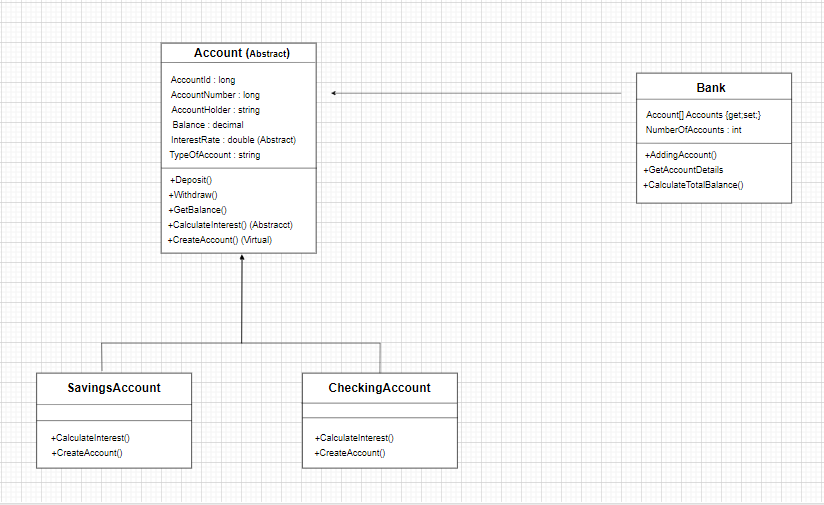 Account (Abstract)
AccountId : long
AccountNumber : long
AccountHolder : string
Balance : decimal
InterestRate : double (Abstract)
TypeOfAccount : string
+Deposit()
+Withdraw()
+GetBalance()
+CalculateInterest() (Abstracct)
+CreateAccount() (Virtual)
Bank
Account[] Accounts {get;set;}
NumberOfAccounts : int
+AddingAccount()
+GetAccountDetails
+CalculateTotalBalance()
SavingsAccount
+CalculateInterest()
+CreateAccount()
CheckingAccount
+CalculateInterest()
+CreateAccount()